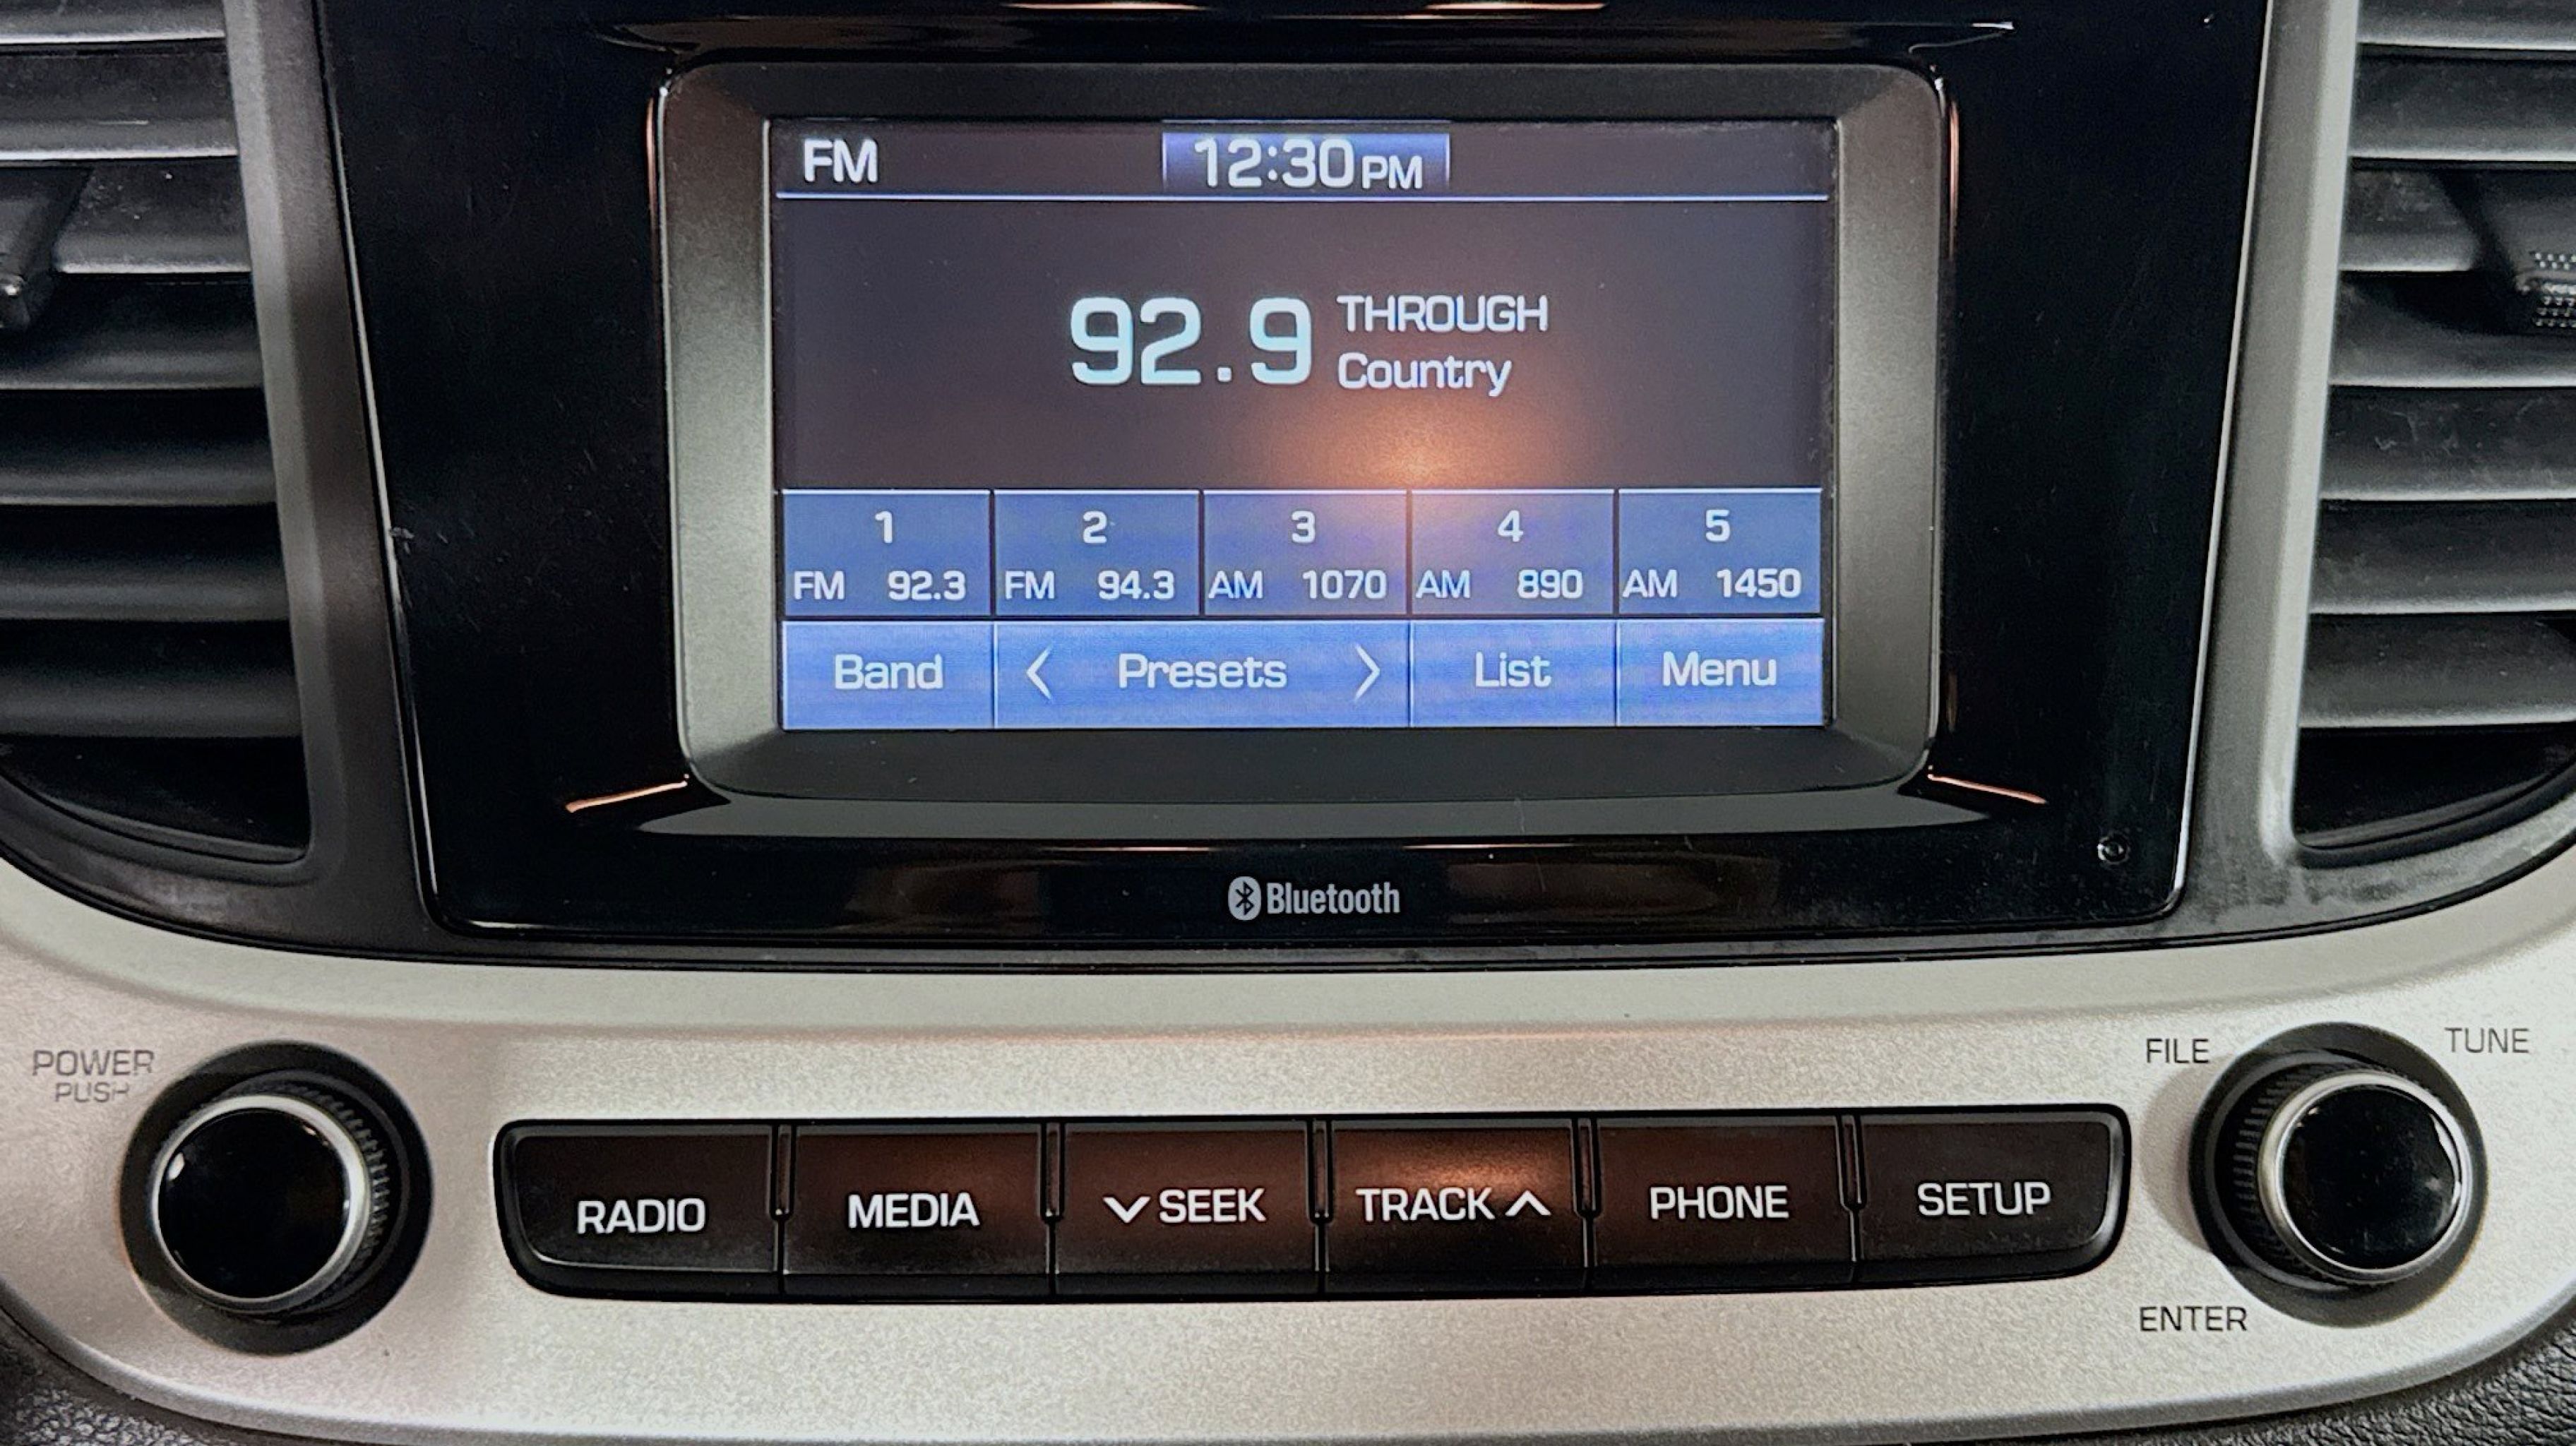 FM 12:30 PM
92.9 THROUGH
Country
1 2 3 4 5
FM 92.3 FM 94.3 AM 1070 AM 890 AM 1450
Band < Presets > List Menu
Bluetooth
POWER
PUSH
FILE TUNE
RADIO MEDIA SEEK TRACK PHONE SETUP
ENTER